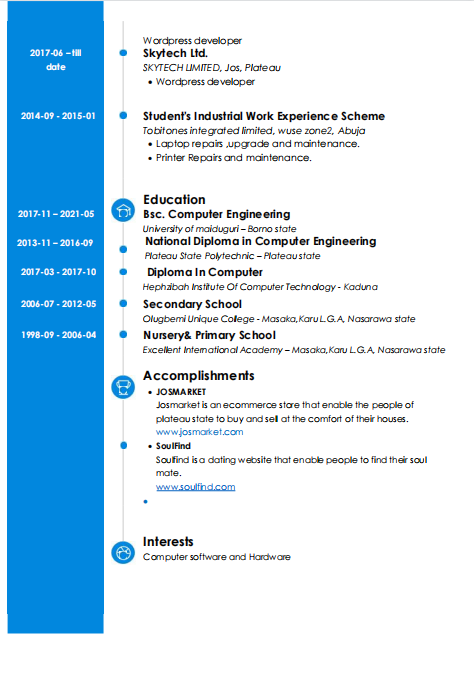 Wordpress developer
2017-06 –till
date
Skytech Ltd.
SKYTECH LIMITED, Jos, Plateau
• Wordpress developer
2014-09 - 2015-01
Student's Industrial Work Experience Scheme
Tobitones integrated limited, wuse zone2, Abuja
• Laptop repairs ,upgrade and maintenance.
• Printer Repairs and maintenance.
Education
2017-11 – 2021-05
Bsc. Computer Engineering
University of maiduguri – Borno state
2013-11 – 2016-09
National Diploma in Computer Engineering
Plateau State Polytechnic – Plateau state
2017-03 - 2017-10
Diploma In Computer
Hephzibah Institute Of Computer Technology - Kaduna
2006-07 - 2012-05
Secondary School
Olugbemi Unique College - Masaka,Karu L.G.A, Nasarawa state
1998-09 - 2006-04
Nursery& Primary School
Excellent International Academy – Masaka,Karu L.G.A, Nasarawa state
Accomplishments
• JOSMARKET
Josmarket is an ecommerce store that enable the people of
plateau state to buy and sell at the comfort of their houses.
www.josmarket.com
• SoulFind
Soulfind is a dating website that enable people to find their soul
mate.
www.soulfind.com
•
Interests
Computer software and Hardware